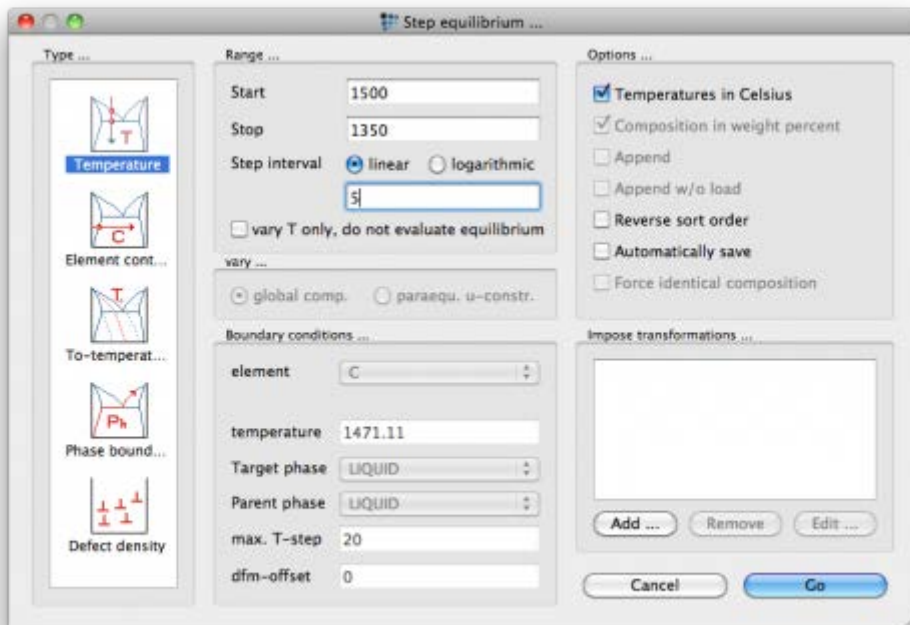 Step equilibrium ...
Type ...
T
Temperature
C
Element cont...
T.
To-temperat...
Ph
Phase bound...
Defect density
Range ...
Start 1500
Stop 1350
Step interval linear logarithmic
5
vary T only, do not evaluate equilibrium
vary ...
global comp. paraequ. u-constr.
Boundary conditions ...
element C
temperature 1471.11
Target phase LIQUID
Parent phase LIQUID
max. T-step 20
dfm-offset 0
Options ...
Temperatures in Celsius
Composition in weight percent
Append
Append w/o load
Reverse sort order
Automatically save
Force identical composition
Impose transformations ...
Add ... Remove Edit ...
Cancel Go